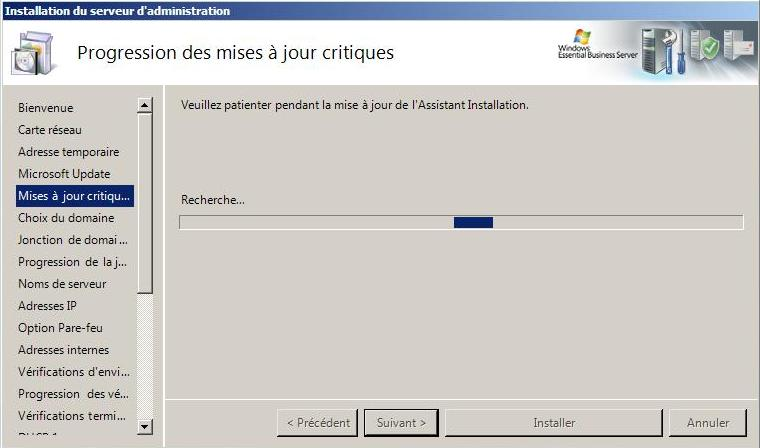 Installation du serveur d'administration
Progression des mises à jour critiques
Windows
Essential Business Server
Bienvenue
Carte réseau
Adresse temporaire
Microsoft Update
Mises à jour critiqu...
Choix du domaine
Jonction de domai...
Progression de la j...
Noms de serveur
Adresses IP
Option Pare-feu
Adresses internes
Vérifications d'envi...
Progression des vé...
Vérifications termi...
Veuillez patienter pendant la mise à jour de l'Assistant Installation.
Recherche...
< Précédent
Suivant >
Installer
Annuler